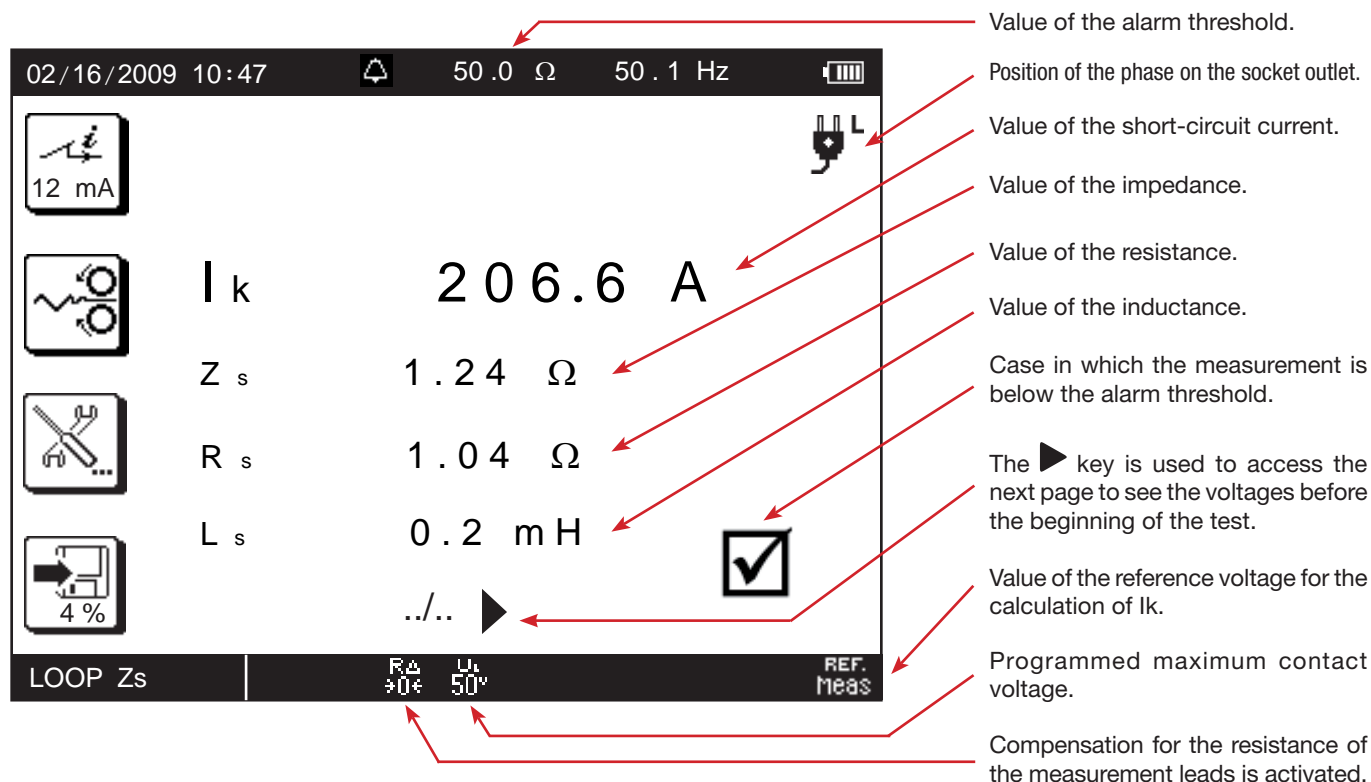 Value of the alarm threshold.
02/16/2009 10:47 50.0 Ω 50.1 Hz
Position of the phase on the socket outlet.
L
Value of the short-circuit current.
i
12 mA
Value of the impedance.
Value of the resistance.
Ik 206.6 A
Value of the inductance.
Zs 1.24 Ω
Case in which the measurement is
below the alarm threshold.
Rs 1.04 Ω
...
The ▶ key is used to access the
next page to see the voltages before
the beginning of the test.
Ls 0.2 mH
4 %
../.. ▶
Value of the reference voltage for the
calculation of Ik.
LOOP Zs
RΔ
→0←
UL
50V
REF.
Meas
Programmed maximum contact
voltage.
Compensation for the resistance of
the measurement leads is activated.